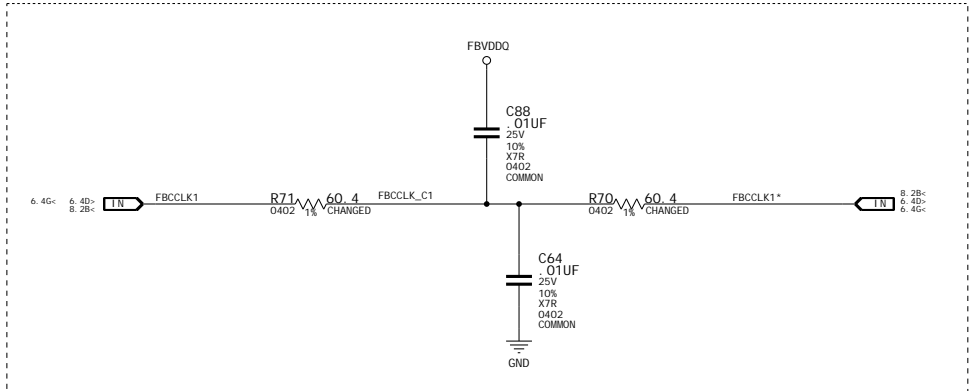 FBVDDQ
C88
.01UF
25V
10%
X7R
0402
COMMON
6.4G< 6.4D>
8.2B<
IN
FBCCLK1
R71 60.4
0402 1% CHANGED
FBCCLK_C1
R70 60.4
0402 1% CHANGED
FBCCLK1*
IN
8.2B<
6.4D>
6.4G<
C64
.01UF
25V
10%
X7R
0402
COMMON
GND